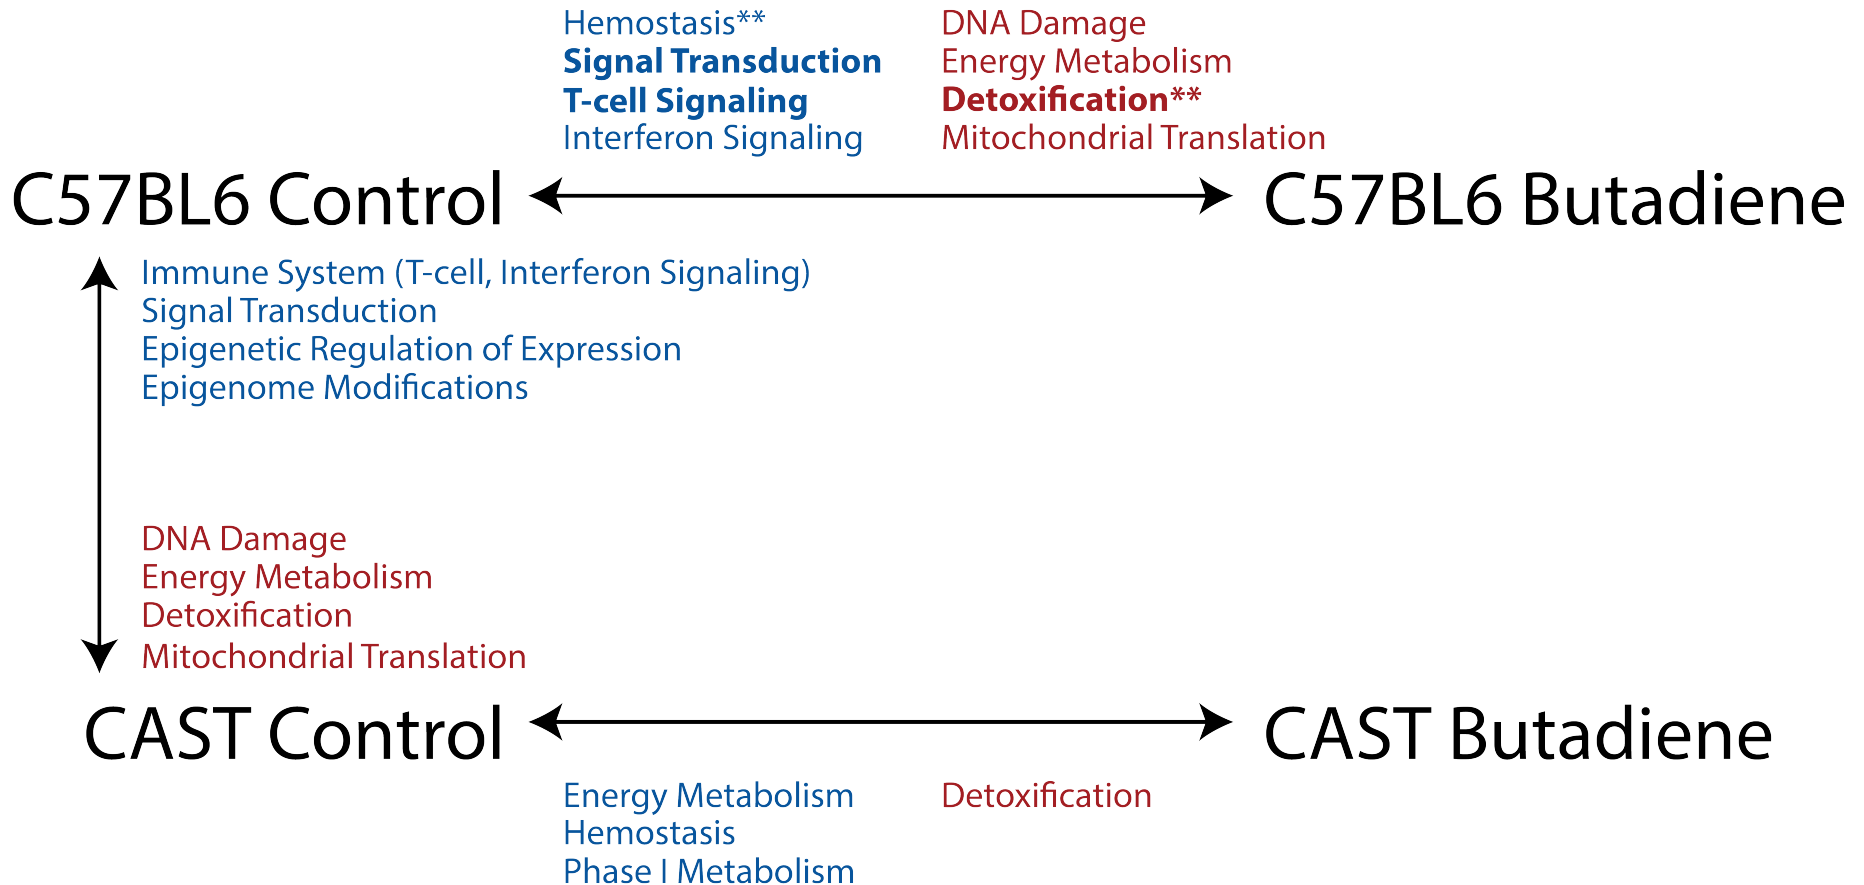 Hemostasis**
Signal Transduction
T-cell Signaling
Interferon Signaling
DNA Damage
Energy Metabolism
Detoxification**
Mitochondrial Translation
C57BL6 Control
C57BL6 Butadiene
Immune System (T-cell, Interferon Signaling)
Signal Transduction
Epigenetic Regulation of Expression
Epigenome Modifications
DNA Damage
Energy Metabolism
Detoxification
Mitochondrial Translation
CAST Control
CAST Butadiene
Energy Metabolism
Hemostasis
Phase I Metabolism
Detoxification